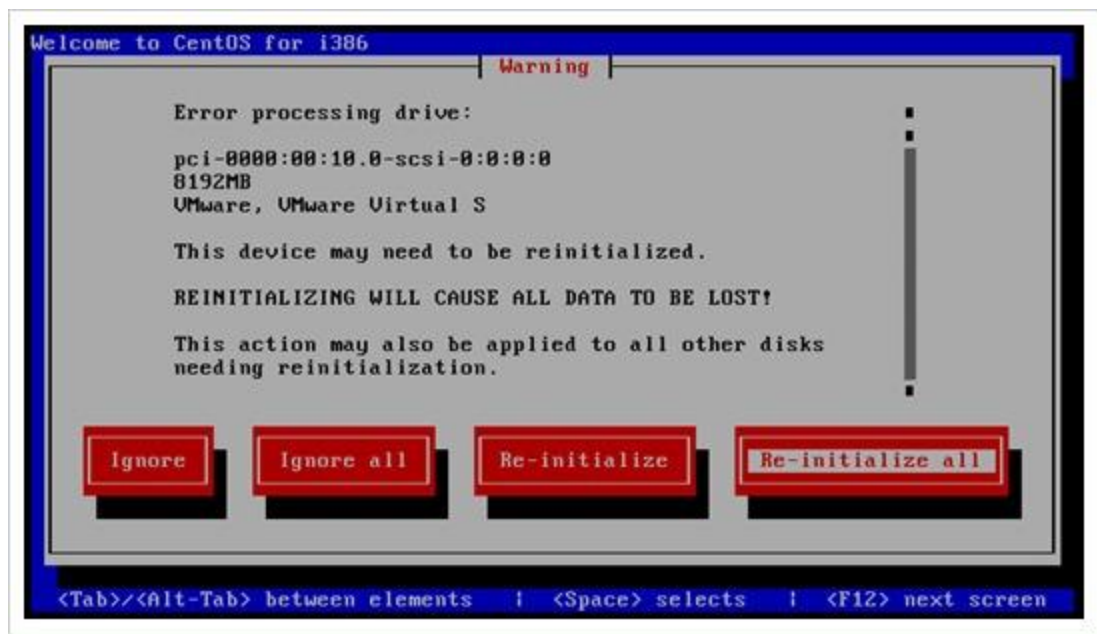 Welcome to CentOS for i386
Warning
Error processing drive:
pci-0000:00:10.0-scsi-0:0:0:0
8192MB
VMware, VMware Virtual S
This device may need to be reinitialized.
REINITIALIZING WILL CAUSE ALL DATA TO BE LOST!
This action may also be applied to all other disks
needing reinitialization.
Ignore Ignore all Re-initialize Re-initialize all
<Tab>/<Alt-Tab> between elements | <Space> selects | <F12> next screen